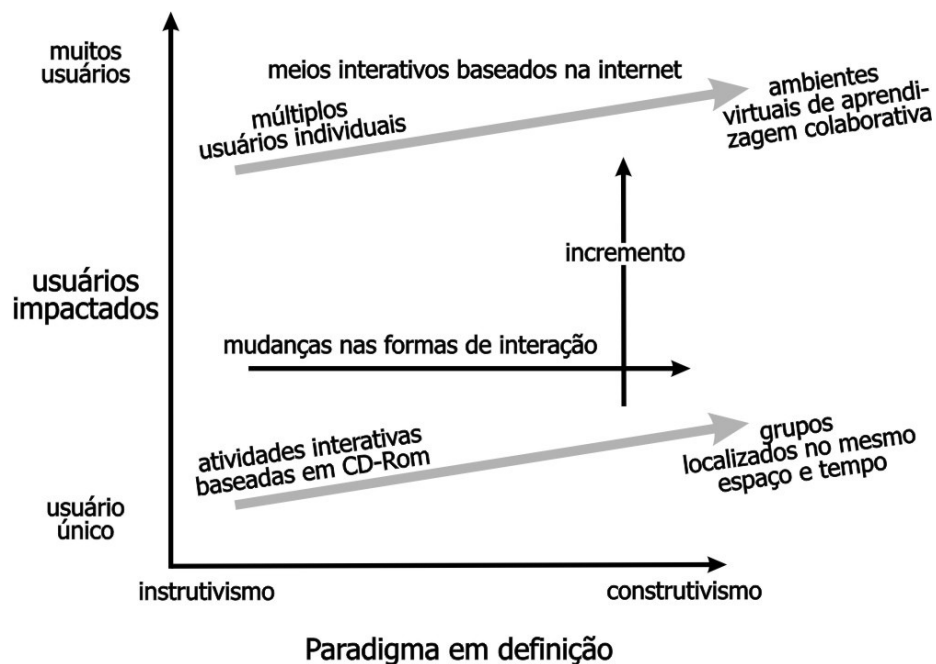 muitos
usuários
meios interativos baseados na internet
múltiplos
usuários individuais
ambientes
virtuais de aprendi-
zagem colaborativa
usuários
impactados
incremento
mudanças nas formas de interação
atividades interativas
baseadas em CD-Rom
grupos
localizados no mesmo
espaço e tempo
usuário
único
instrutivismo
construtivismo
Paradigma em definição